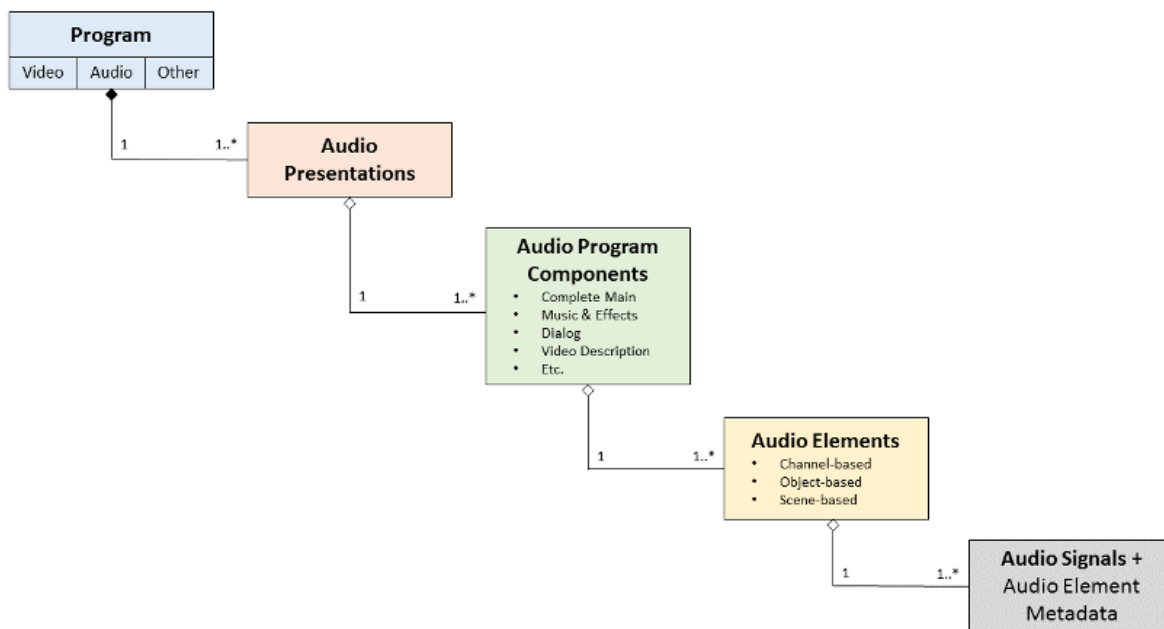 Program
Video Audio Other
1 1..*
Audio
Presentations
1 1..*
Audio Program
Components
• Complete Main
• Music & Effects
• Dialog
• Video Description
• Etc.
1 1..*
Audio Elements
• Channel-based
• Object-based
• Scene-based
1 1..*
Audio Signals +
Audio Element
Metadata